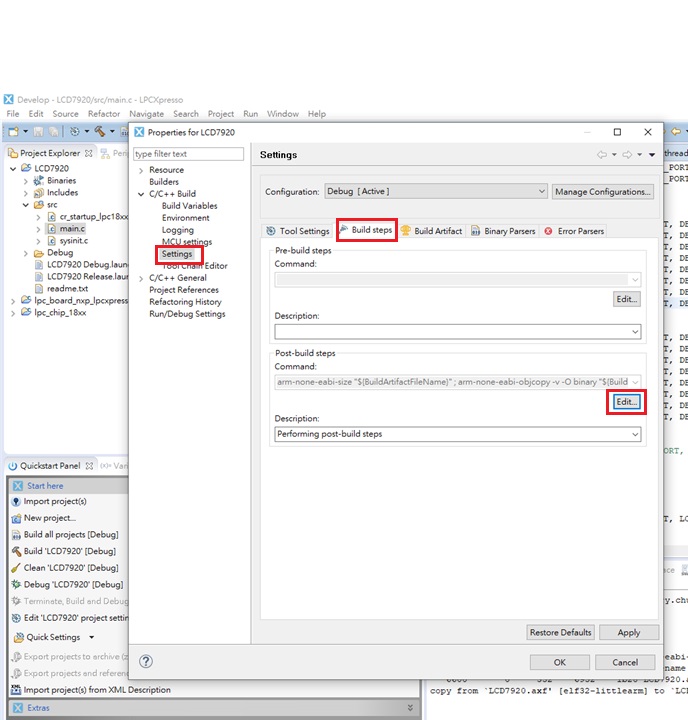 Develop - LCD7920/src/main.c - LPCXpresso
File Edit Source Refactor Navigate Search Project Run Window Help
Project Explorer
LCD7920
Binaries
Includes
src
cr_startup_lpc18xx
main.c
sysinit.c
Debug
LCD7920 Debug.laun
LCD7920 Release.laun
readme.txt
lpc_board_nxp_lpcxpress
lpc_chip_18xx
Quickstart Panel
Start here
Import project(s)
New project...
Build all projects [Debug]
Build 'LCD7920' [Debug]
Clean 'LCD7920' [Debug]
Debug 'LCD7920' [Debug]
Terminate, Build and Debug
Edit 'LCD7920' project settin
Quick Settings
Export projects to archive (z
Export projects and referenc
Import project(s) from XML Description
Extras
Properties for LCD7920
type filter text
Resource
Builders
C/C++ Build
Build Variables
Environment
Logging
MCU settings
Settings
Tool Chain Editor
C/C++ General
Project References
Refactoring History
Run/Debug Settings
Settings
Configuration: Debug [ Active ] Manage Configurations...
Tool Settings Build steps Build Artifact Binary Parsers Error Parsers
Pre-build steps
Command:
Edit...
Description:
Post-build steps
Command:
arm-none-eabi-size "${BuildArtifactFileName}" ; arm-none-eabi-objcopy -v -O binary "${Build
Edit...
Description:
Performing post-build steps
Restore Defaults Apply
OK Cancel
thread
copy from `LCD7920.axf' [elf32-littlearm] to `LC